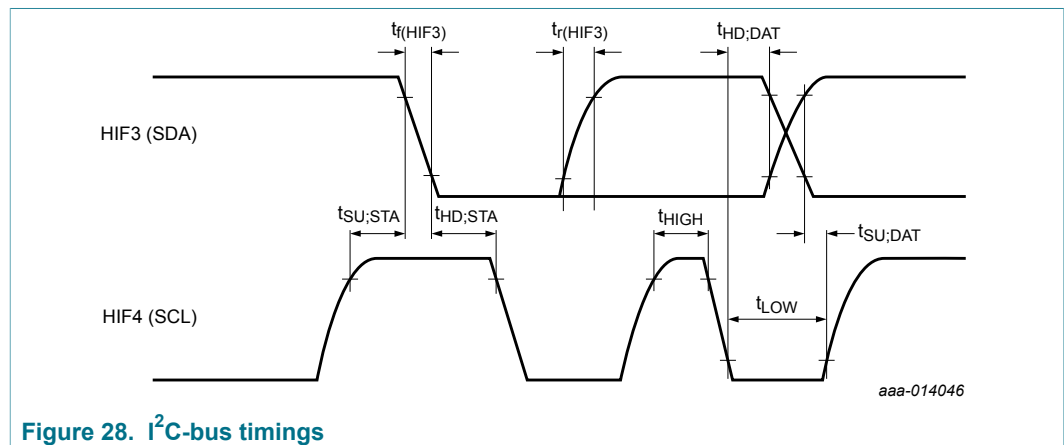 tf(HIF3)
tr(HIF3)
tHD;DAT
HIF3 (SDA)
tSU;STA
tHD;STA
tHIGH
tSU;DAT
HIF4 (SCL)
tLOW
aaa-014046
Figure 28. I²C-bus timings